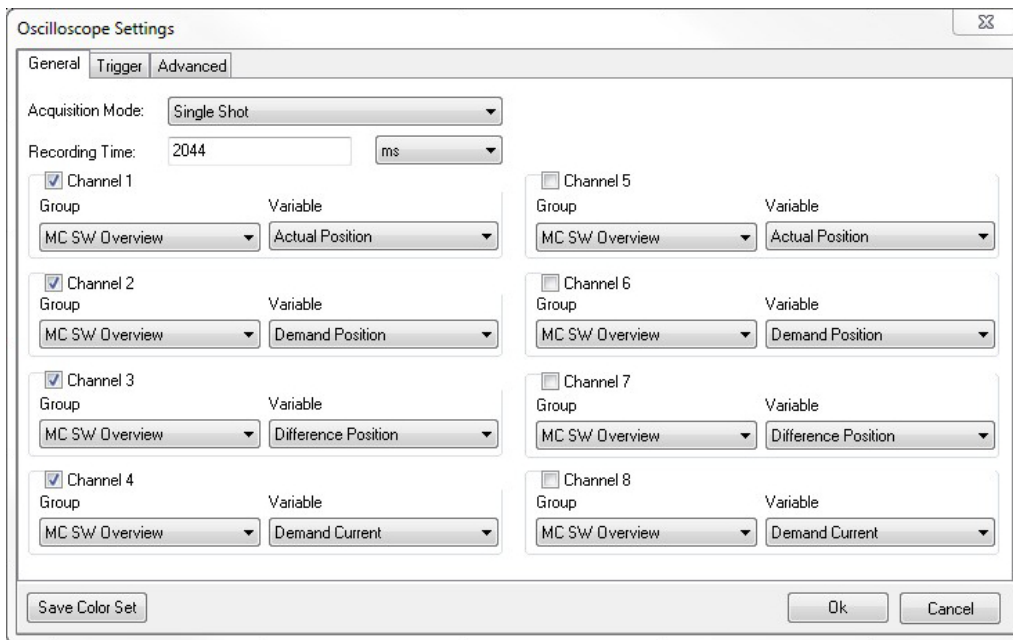 Oscilloscope Settings
General Trigger Advanced
Acquisition Mode: Single Shot
Recording Time: 2044 ms
Channel 1
Group Variable
MC SW Overview Actual Position
Channel 2
Group Variable
MC SW Overview Demand Position
Channel 3
Group Variable
MC SW Overview Difference Position
Channel 4
Group Variable
MC SW Overview Demand Current
Channel 5
Group Variable
MC SW Overview Actual Position
Channel 6
Group Variable
MC SW Overview Demand Position
Channel 7
Group Variable
MC SW Overview Difference Position
Channel 8
Group Variable
MC SW Overview Demand Current
Save Color Set Ok Cancel